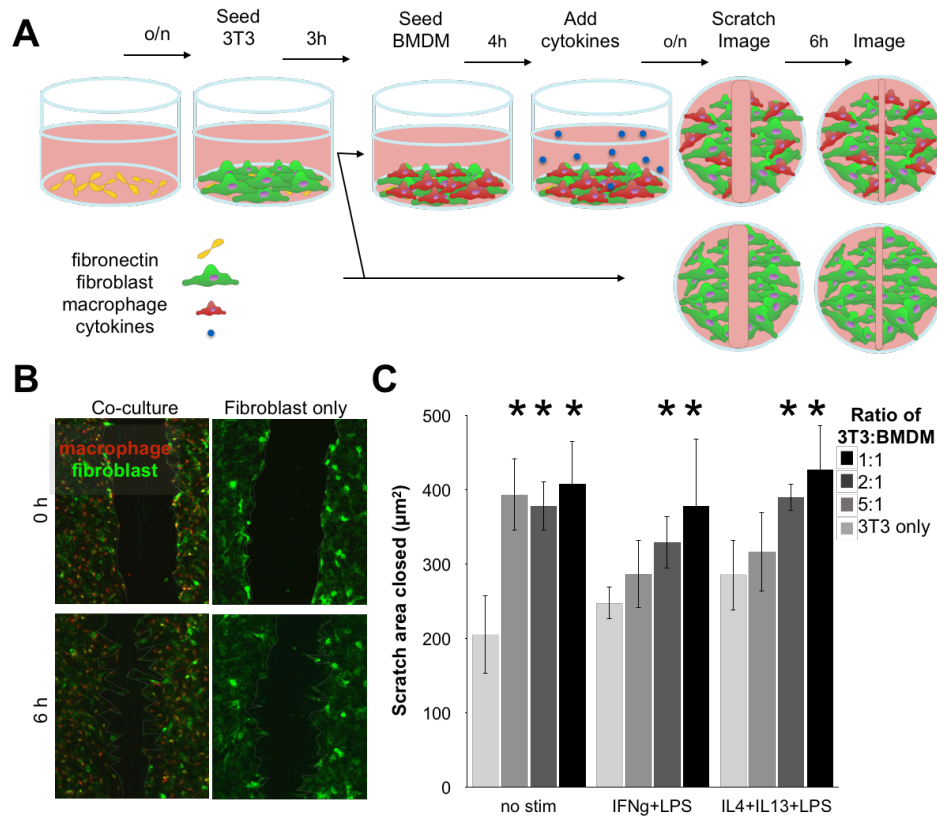 A
o/n
Seed
3T3
3h
Seed
BMDM
4h
Add
cytokines
o/n
Scratch
Image
6h
Image
fibronectin
fibroblast
macrophage
cytokines
B
Co-culture
Fibroblast only
macrophage
fibroblast
0 h
6 h
C
Scratch area closed (µm²)
500
400
300
200
100
0
* * * * * * *
no stim
IFNg+LPS
IL4+IL13+LPS
Ratio of
3T3:BMDM
1:1
2:1
5:1
3T3 only